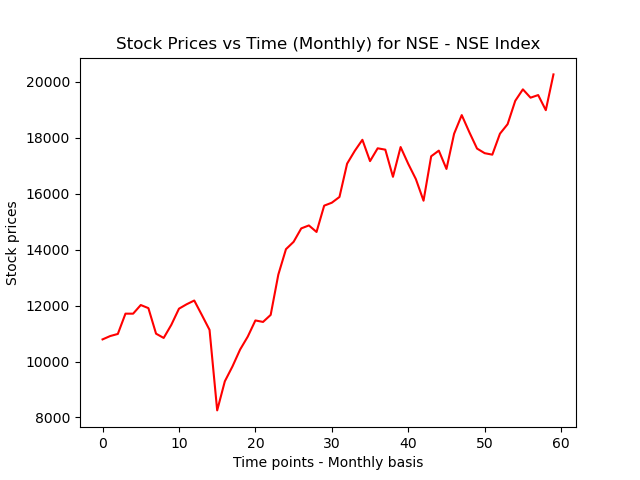 Stock Prices vs Time (Monthly) for NSE - NSE Index
Stock prices
20000
18000
16000
14000
12000
10000
8000
0 10 20 30 40 50 60
Time points - Monthly basis